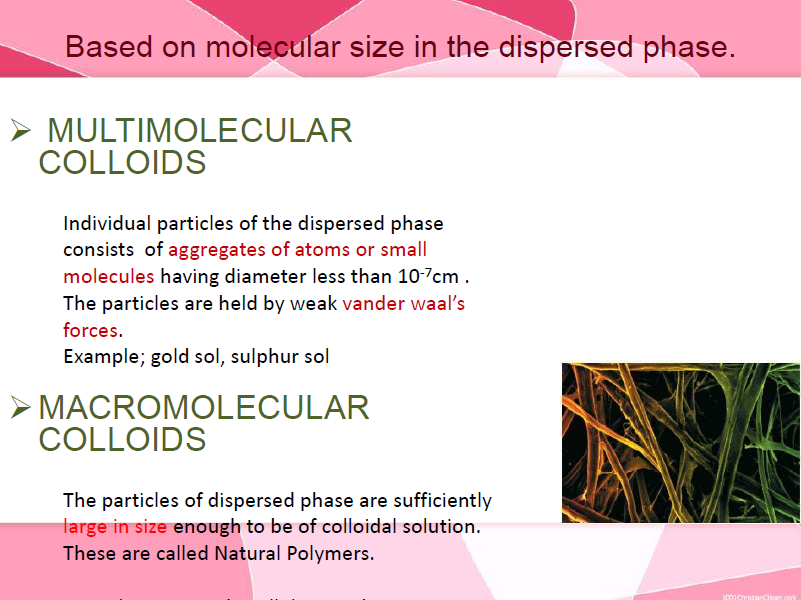 Based on molecular size in the dispersed phase.
➢ MULTIMOLECULAR
COLLOIDS
Individual particles of the dispersed phase
consists of aggregates of atoms or small
molecules having diameter less than 10⁻⁷cm .
The particles are held by weak vander waal’s
forces.
Example; gold sol, sulphur sol
➢ MACROMOLECULAR
COLLOIDS
The particles of dispersed phase are sufficiently
large in size enough to be of colloidal solution.
These are called Natural Polymers.